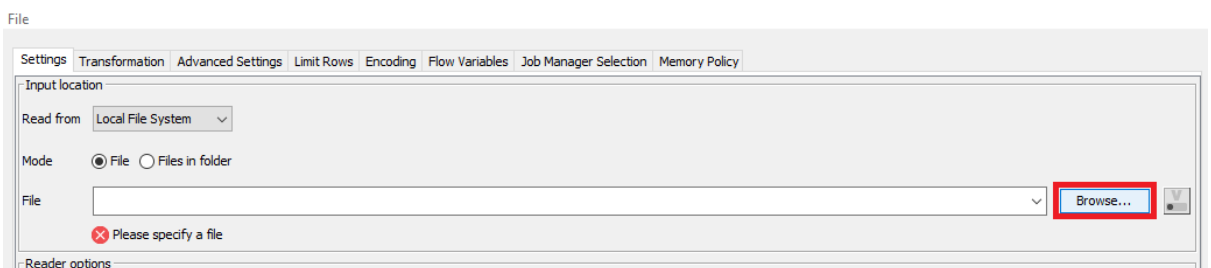 File
Settings Transformation Advanced Settings Limit Rows Encoding Flow Variables Job Manager Selection Memory Policy
Input location
Read from Local File System
Mode File Files in folder
File Browse...
Please specify a file
Reader options